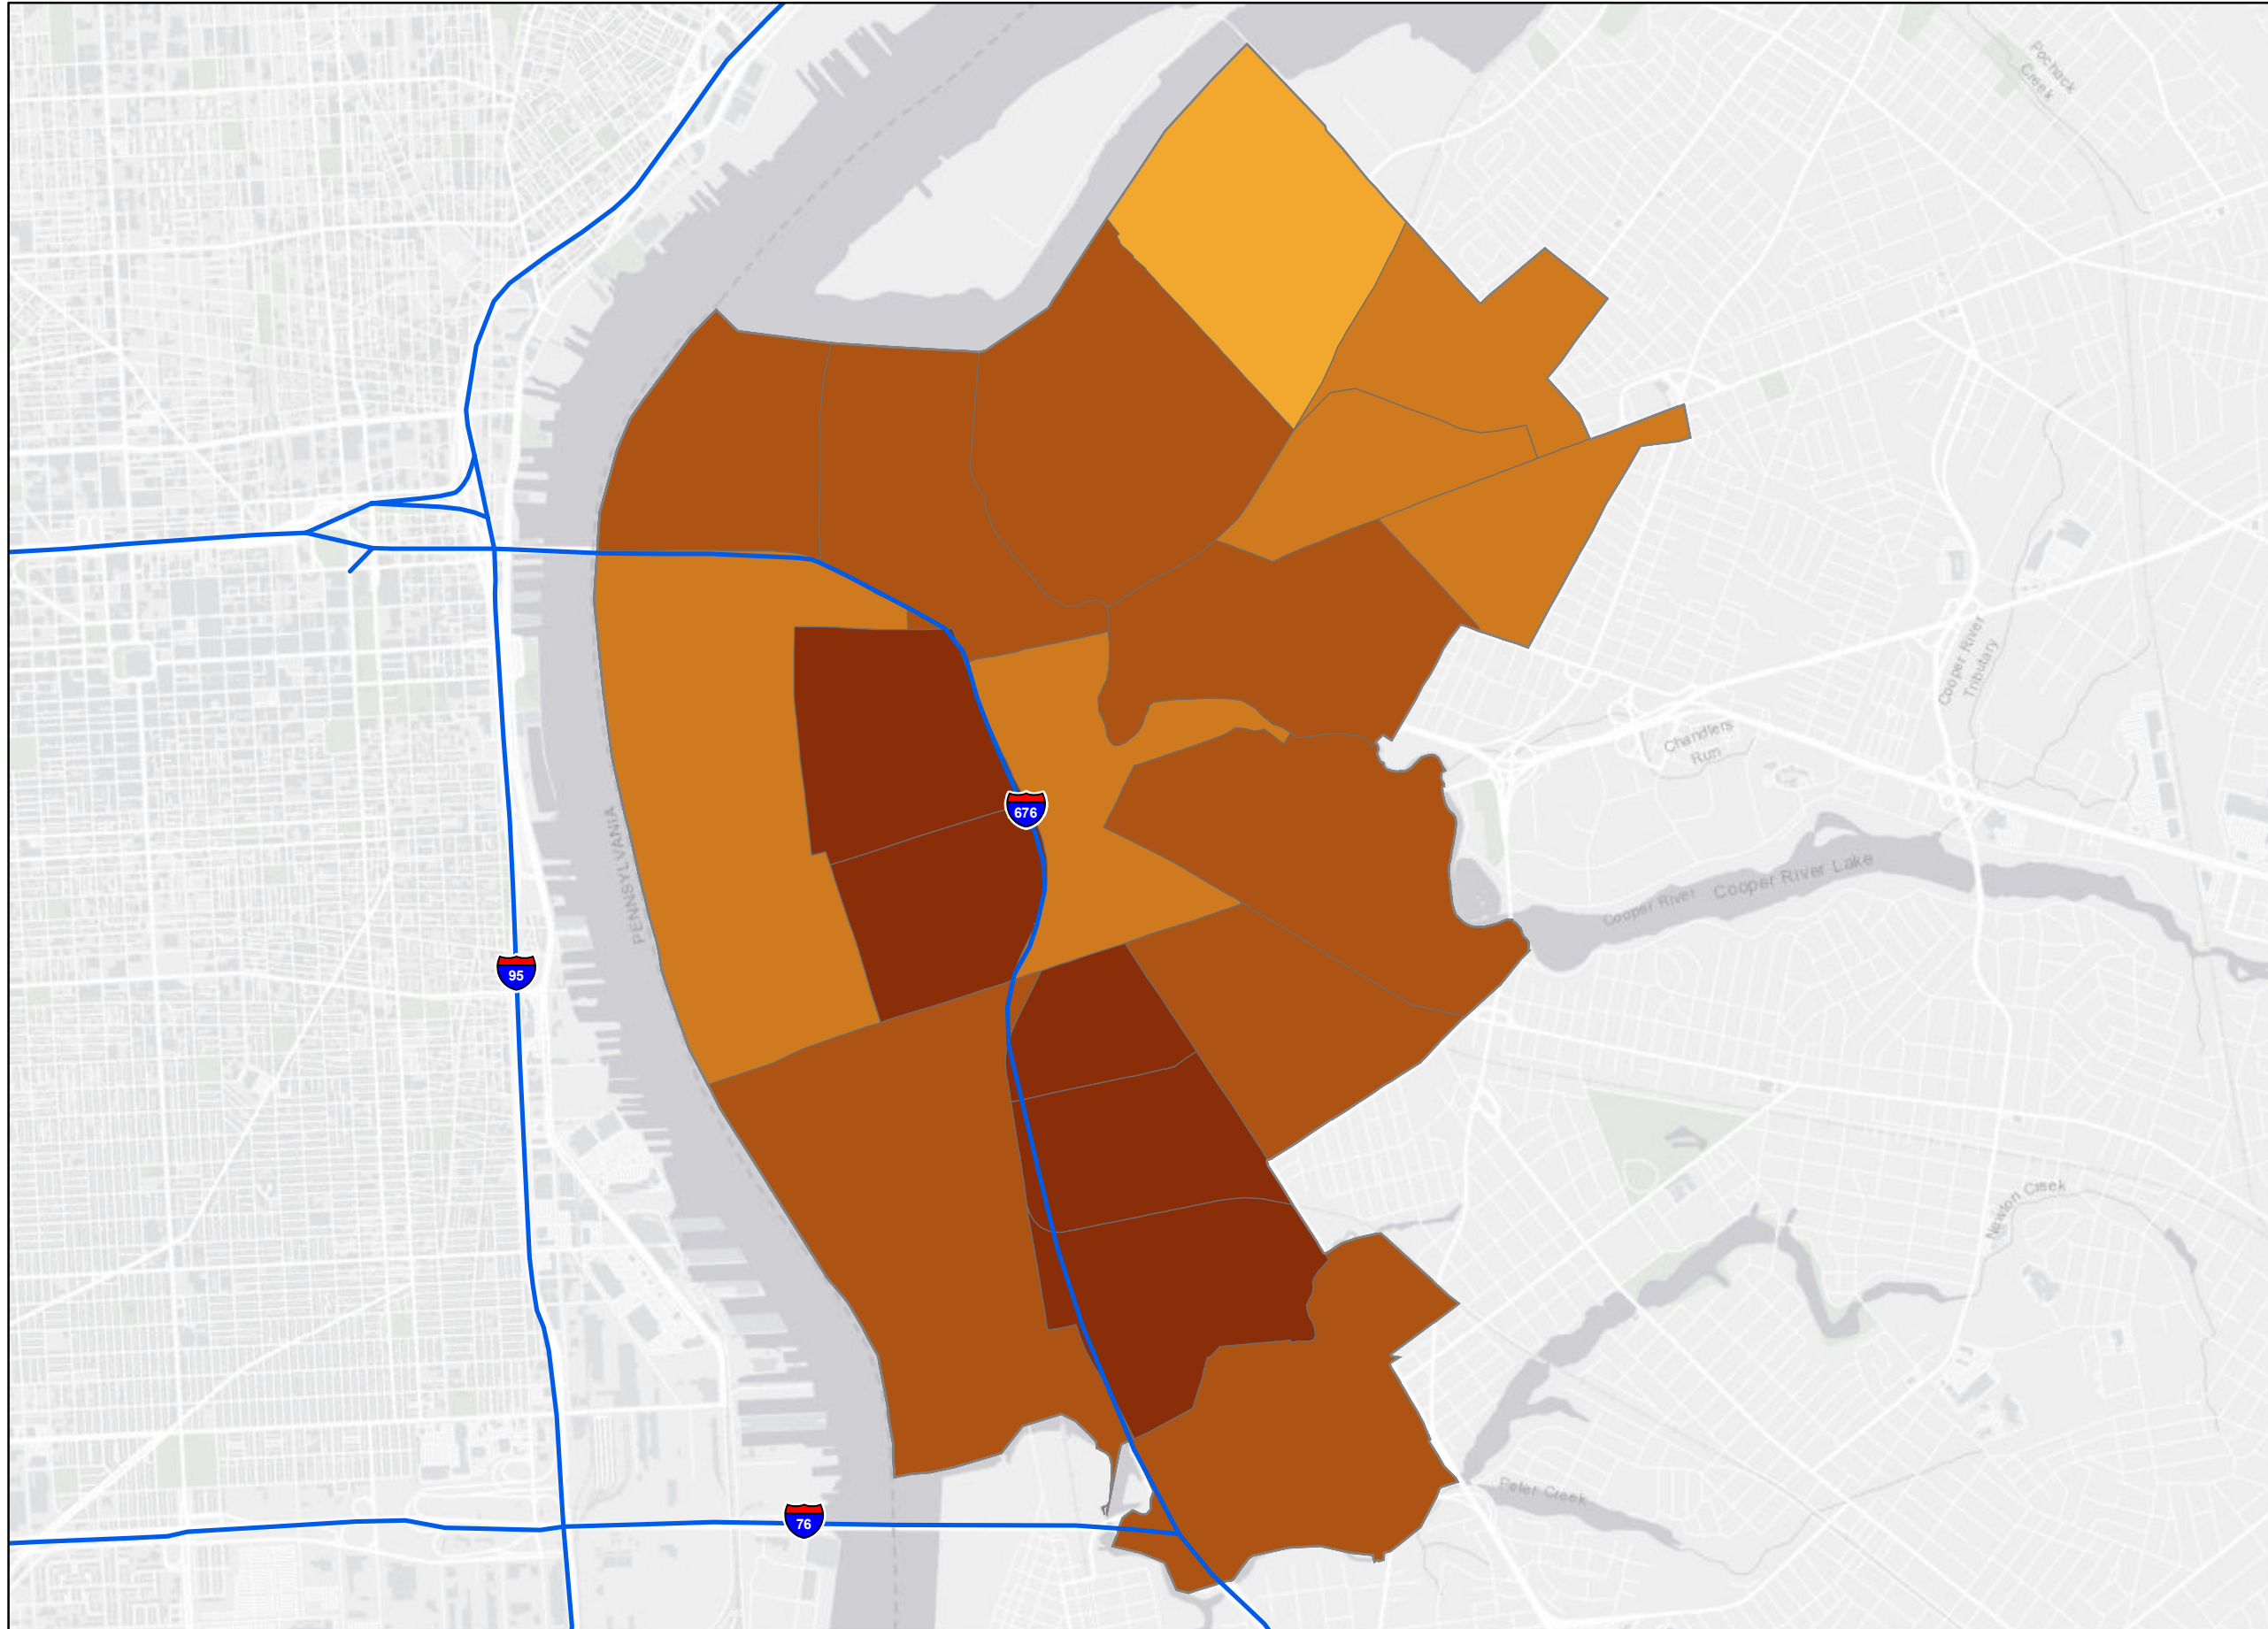 Pochack
Creek
Cooper River
Tributary
Chandlers
Run
676
PENNSYLVANIA
Cooper River
Cooper River Lake
95
Newton Creek
Peter Creek
76